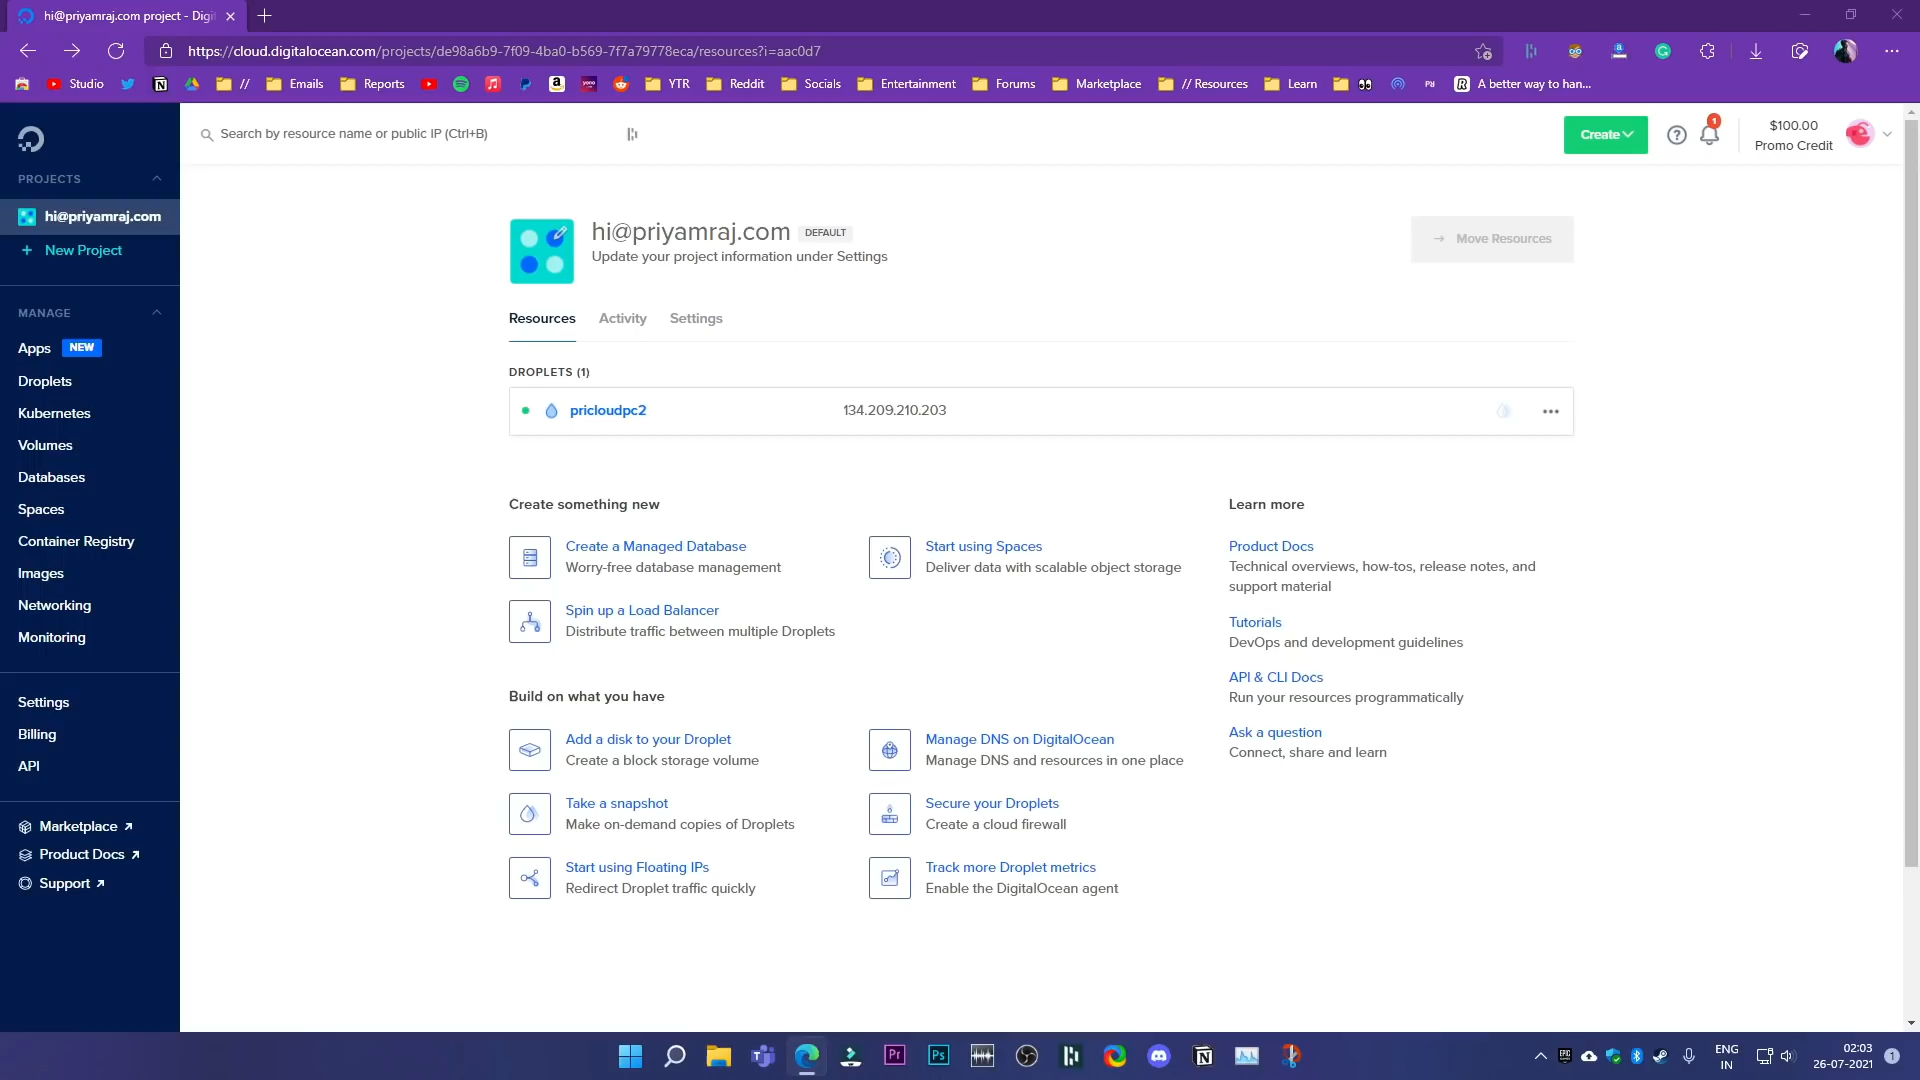 hi@priyamraj.com project - Digi
https://cloud.digitalocean.com/projects/de98a6b9-7f09-4ba0-b569-7f7a79778eca/resources?i=aac0d7
Studio
//
Emails
Reports
YTR
Reddit
Socials
Entertainment
Forums
Marketplace
// Resources
Learn
A better way to han...
Search by resource name or public IP (Ctrl+B)
Create
1
$100.00
Promo Credit
PROJECTS
hi@priyamraj.com
+ New Project
MANAGE
Apps NEW
Droplets
Kubernetes
Volumes
Databases
Spaces
Container Registry
Images
Networking
Monitoring
Settings
Billing
API
Marketplace
Product Docs
Support
hi@priyamraj.com DEFAULT
Update your project information under Settings
→ Move Resources
Resources Activity Settings
DROPLETS (1)
pricloudpc2 134.209.210.203
Create something new
Create a Managed Database
Worry-free database management
Start using Spaces
Deliver data with scalable object storage
Spin up a Load Balancer
Distribute traffic between multiple Droplets
Build on what you have
Add a disk to your Droplet
Create a block storage volume
Manage DNS on DigitalOcean
Manage DNS and resources in one place
Take a snapshot
Make on-demand copies of Droplets
Secure your Droplets
Create a cloud firewall
Start using Floating IPs
Redirect Droplet traffic quickly
Track more Droplet metrics
Enable the DigitalOcean agent
Learn more
Product Docs
Technical overviews, how-tos, release notes, and
support material
Tutorials
DevOps and development guidelines
API & CLI Docs
Run your resources programmatically
Ask a question
Connect, share and learn
Pr
Ps
ENG
IN
02:03
26-07-2021
1